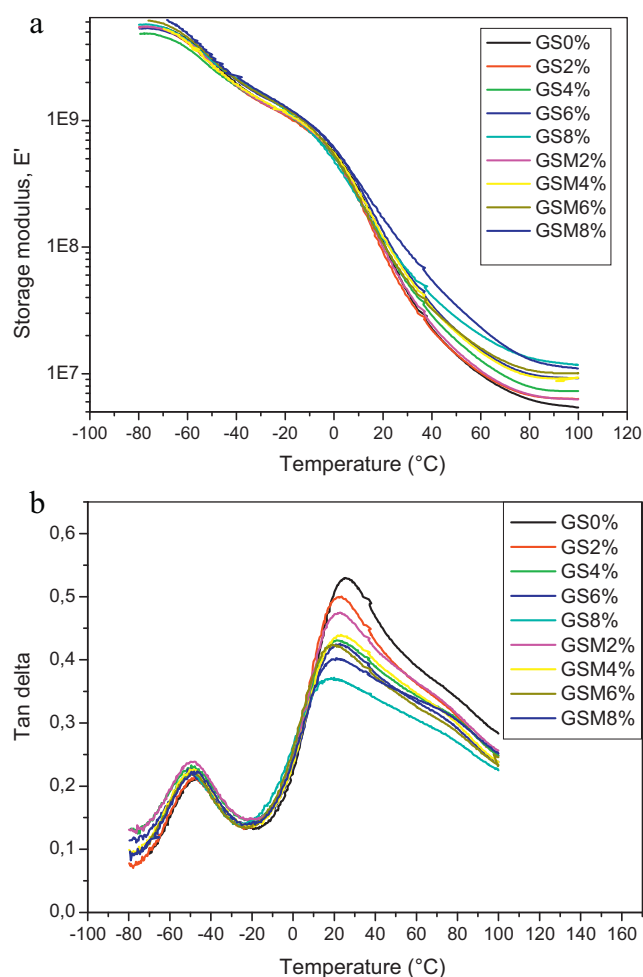 a
Storage modulus, E'
1E9
1E8
1E7
-100 -80 -60 -40 -20 0 20 40 60 80 100 120
Temperature (°C)
GS0%
GS2%
GS4%
GS6%
GS8%
GSM2%
GSM4%
GSM6%
GSM8%
b
Tan delta
0,6
0,5
0,4
0,3
0,2
0,1
0,0
-100 -80 -60 -40 -20 0 20 40 60 80 100 120 140 160
Temperature (°C)
GS0%
GS2%
GS4%
GS6%
GS8%
GSM2%
GSM4%
GSM6%
GSM8%